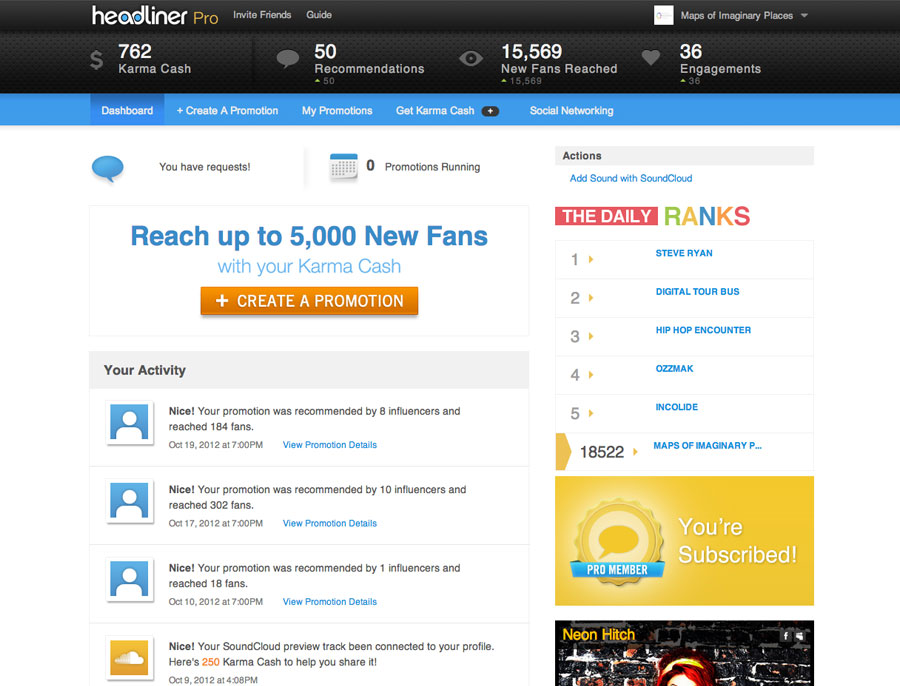 headliner Pro
Invite Friends
Guide
Maps of Imaginary Places
$ 762
Karma Cash
50
Recommendations
50
15,569
New Fans Reached
15,569
36
Engagements
36
Dashboard
+ Create A Promotion
My Promotions
Get Karma Cash +
Social Networking
You have requests!
0 Promotions Running
Reach up to 5,000 New Fans
with your Karma Cash
+ CREATE A PROMOTION
Your Activity
Nice! Your promotion was recommended by 8 influencers and
reached 184 fans.
Oct 19, 2012 at 7:00PM View Promotion Details
Nice! Your promotion was recommended by 10 influencers and
reached 302 fans.
Oct 17, 2012 at 7:00PM View Promotion Details
Nice! Your promotion was recommended by 1 influencers and
reached 18 fans.
Oct 10, 2012 at 7:00PM View Promotion Details
Nice! Your SoundCloud preview track been connected to your profile.
Here's 250 Karma Cash to help you share it!
Oct 9, 2012 at 4:08PM
Actions
Add Sound with SoundCloud
THE DAILY RANKS
1 STEVE RYAN
2 DIGITAL TOUR BUS
3 HIP HOP ENCOUNTER
4 OZZMAK
5 INCOLIDE
18522 MAPS OF IMAGINARY P...
PRO MEMBER
You're
Subscribed!
Neon Hitch
f